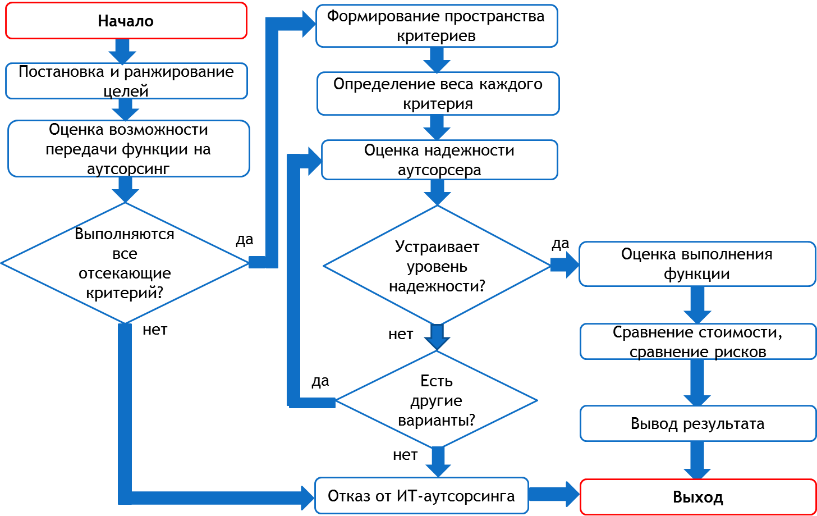 Начало
Постановка и ранжирование
целей
Оценка возможности
передачи функции на
аутсорсинг
Выполняются
все
отсекающие
критерий?
да
нет
Формирование пространства
критериев
Определение веса каждого
критерия
Оценка надежности
аутсорсера
Устраивает
уровень
надежности?
да
нет
Есть
другие
варианты?
да
нет
Отказ от ИТ-аутсорсинга
Оценка выполнения
функции
Сравнение стоимости,
сравнение рисков
Вывод результата
Выход